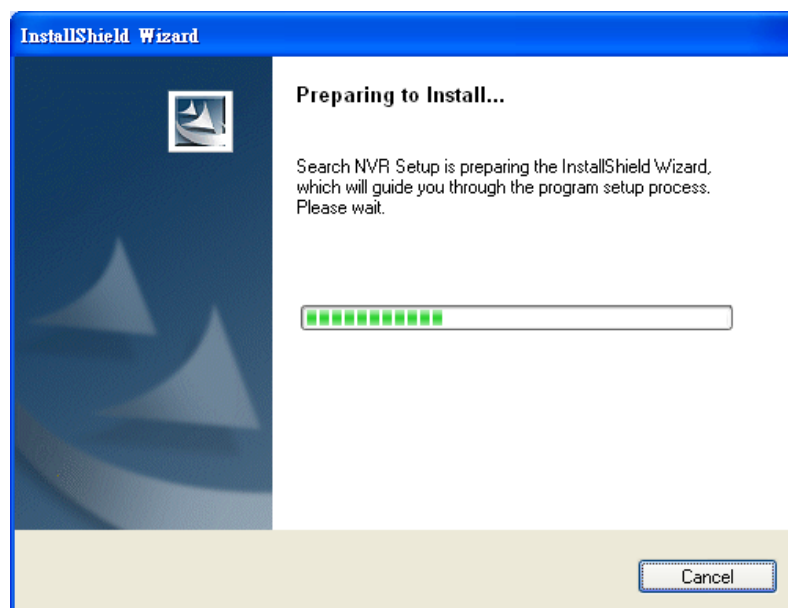 InstallShield Wizard
Preparing to Install...
Search NVR Setup is preparing the InstallShield Wizard,
which will guide you through the program setup process.
Please wait.
Cancel